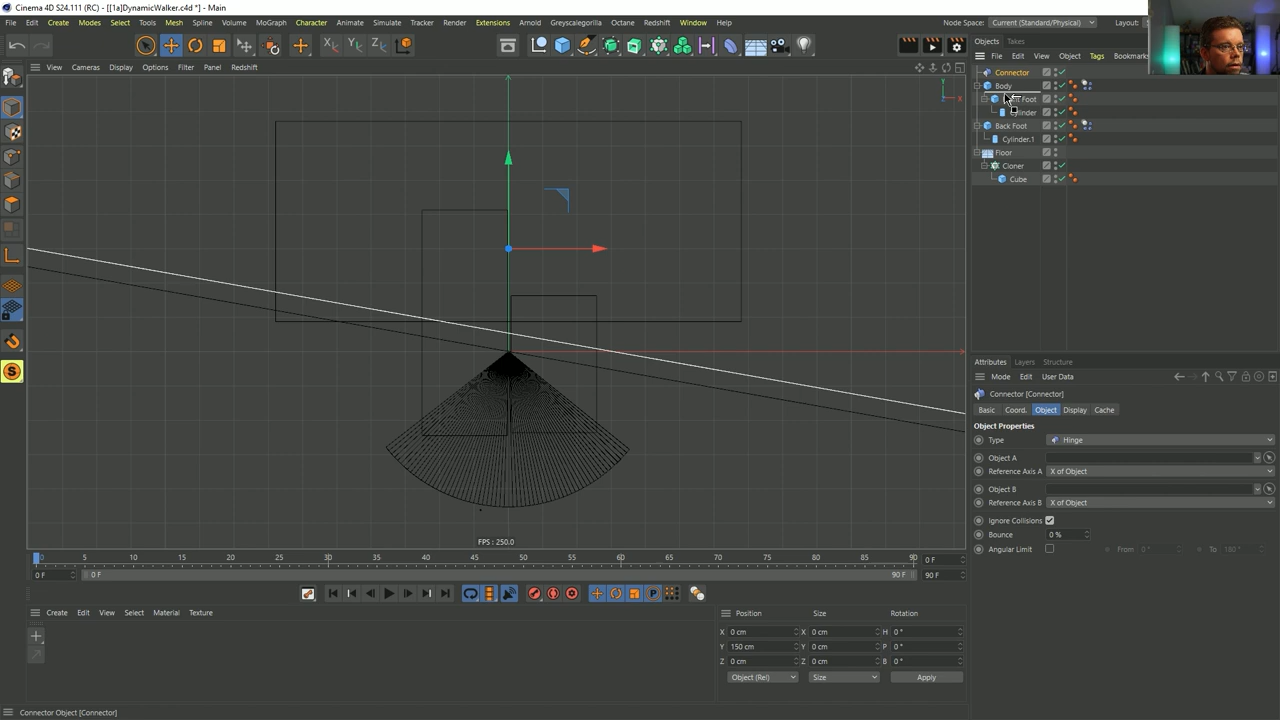 Cinema 4D S24.111 (RC) - [[1a]DynamicWalker.c4d *] - Main
File Edit Create Modes Select Tools Mesh Spline Volume MoGraph Character Animate Simulate Tracker Render Extensions Greyscalegorilla Octane Redshift Window Help Node Space: Current (Standard/Physical) Layout:
X Y Z
View Cameras Display Options Filter Panel Redshift
Objects Takes
File Edit View Object Tags Bookmarks
Connector
Body
Foot
Cylinder
Back Foot
Cylinder.1
Floor
Cloner
Cube
Y
X
S
FPS : 250.0
Attributes Layers Structure
Mode Edit User Data
Connector [Connector]
Basic Coord. Object Display Cache
Object Properties
Type Hinge
Object A
Reference Axis A X of Object
Object B
Reference Axis B X of Object
Ignore Collisions
Bounce 0 %
Angular Limit From 0 ° To 180 °
0 5 10 15 20 25 30 35 40 45 50 55 60 65 70 75 80 85 90 0 F
0 F 0 F 90 F 90 F
P
Create Edit View Select Material Texture
Position Size Rotation
X 0 cm X 0 cm H 0 °
Y 150 cm Y 0 cm P 0 °
Z 0 cm Z 0 cm B 0 °
Object (Rel) Size Apply
Connector Object [Connector]